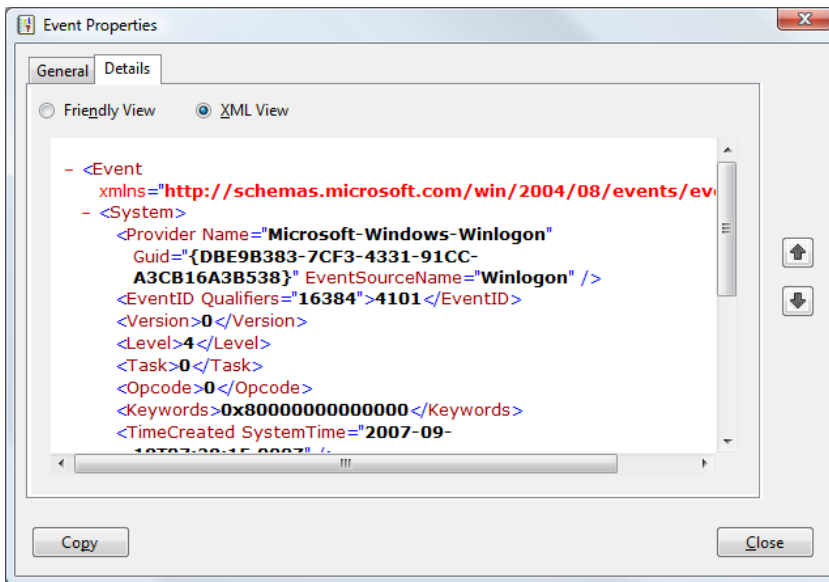 Event Properties
General Details
Friendly View XML View
- <Event
xmlns="http://schemas.microsoft.com/win/2004/08/events/eve
- <System>
<Provider Name="Microsoft-Windows-Winlogon"
Guid="{DBE9B383-7CF3-4331-91CC-
A3CB16A3B538}" EventSourceName="Winlogon" />
<EventID Qualifiers="16384">4101</EventID>
<Version>0</Version>
<Level>4</Level>
<Task>0</Task>
<Opcode>0</Opcode>
<Keywords>0x80000000000000</Keywords>
<TimeCreated SystemTime="2007-09-
Copy Close